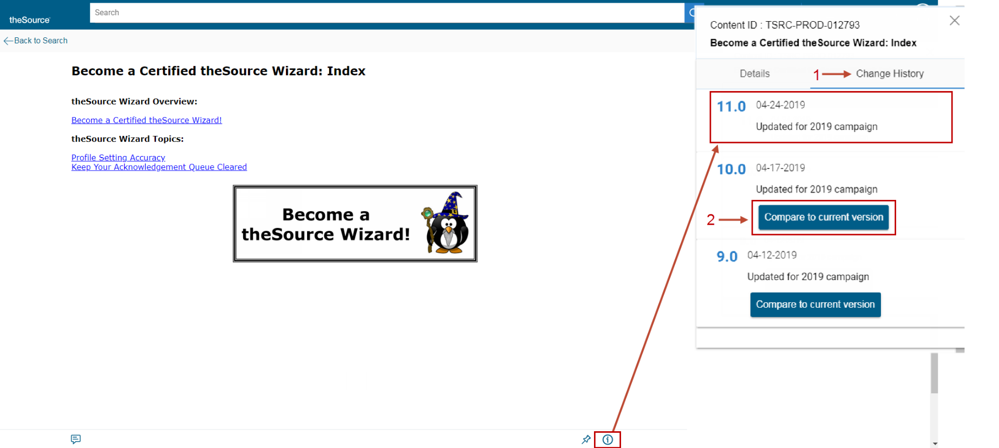 theSource
Search
Back to Search
Become a Certified theSource Wizard: Index
theSource Wizard Overview:
Become a Certified theSource Wizard!
theSource Wizard Topics:
Profile Setting Accuracy
Keep Your Acknowledgement Queue Cleared
Become a
theSource Wizard!
Content ID : TSRC-PROD-012793
Become a Certified theSource Wizard: Index
Details
1
Change History
11.0 04-24-2019
Updated for 2019 campaign
10.0 04-17-2019
Updated for 2019 campaign
2
Compare to current version
9.0 04-12-2019
Updated for 2019 campaign
Compare to current version